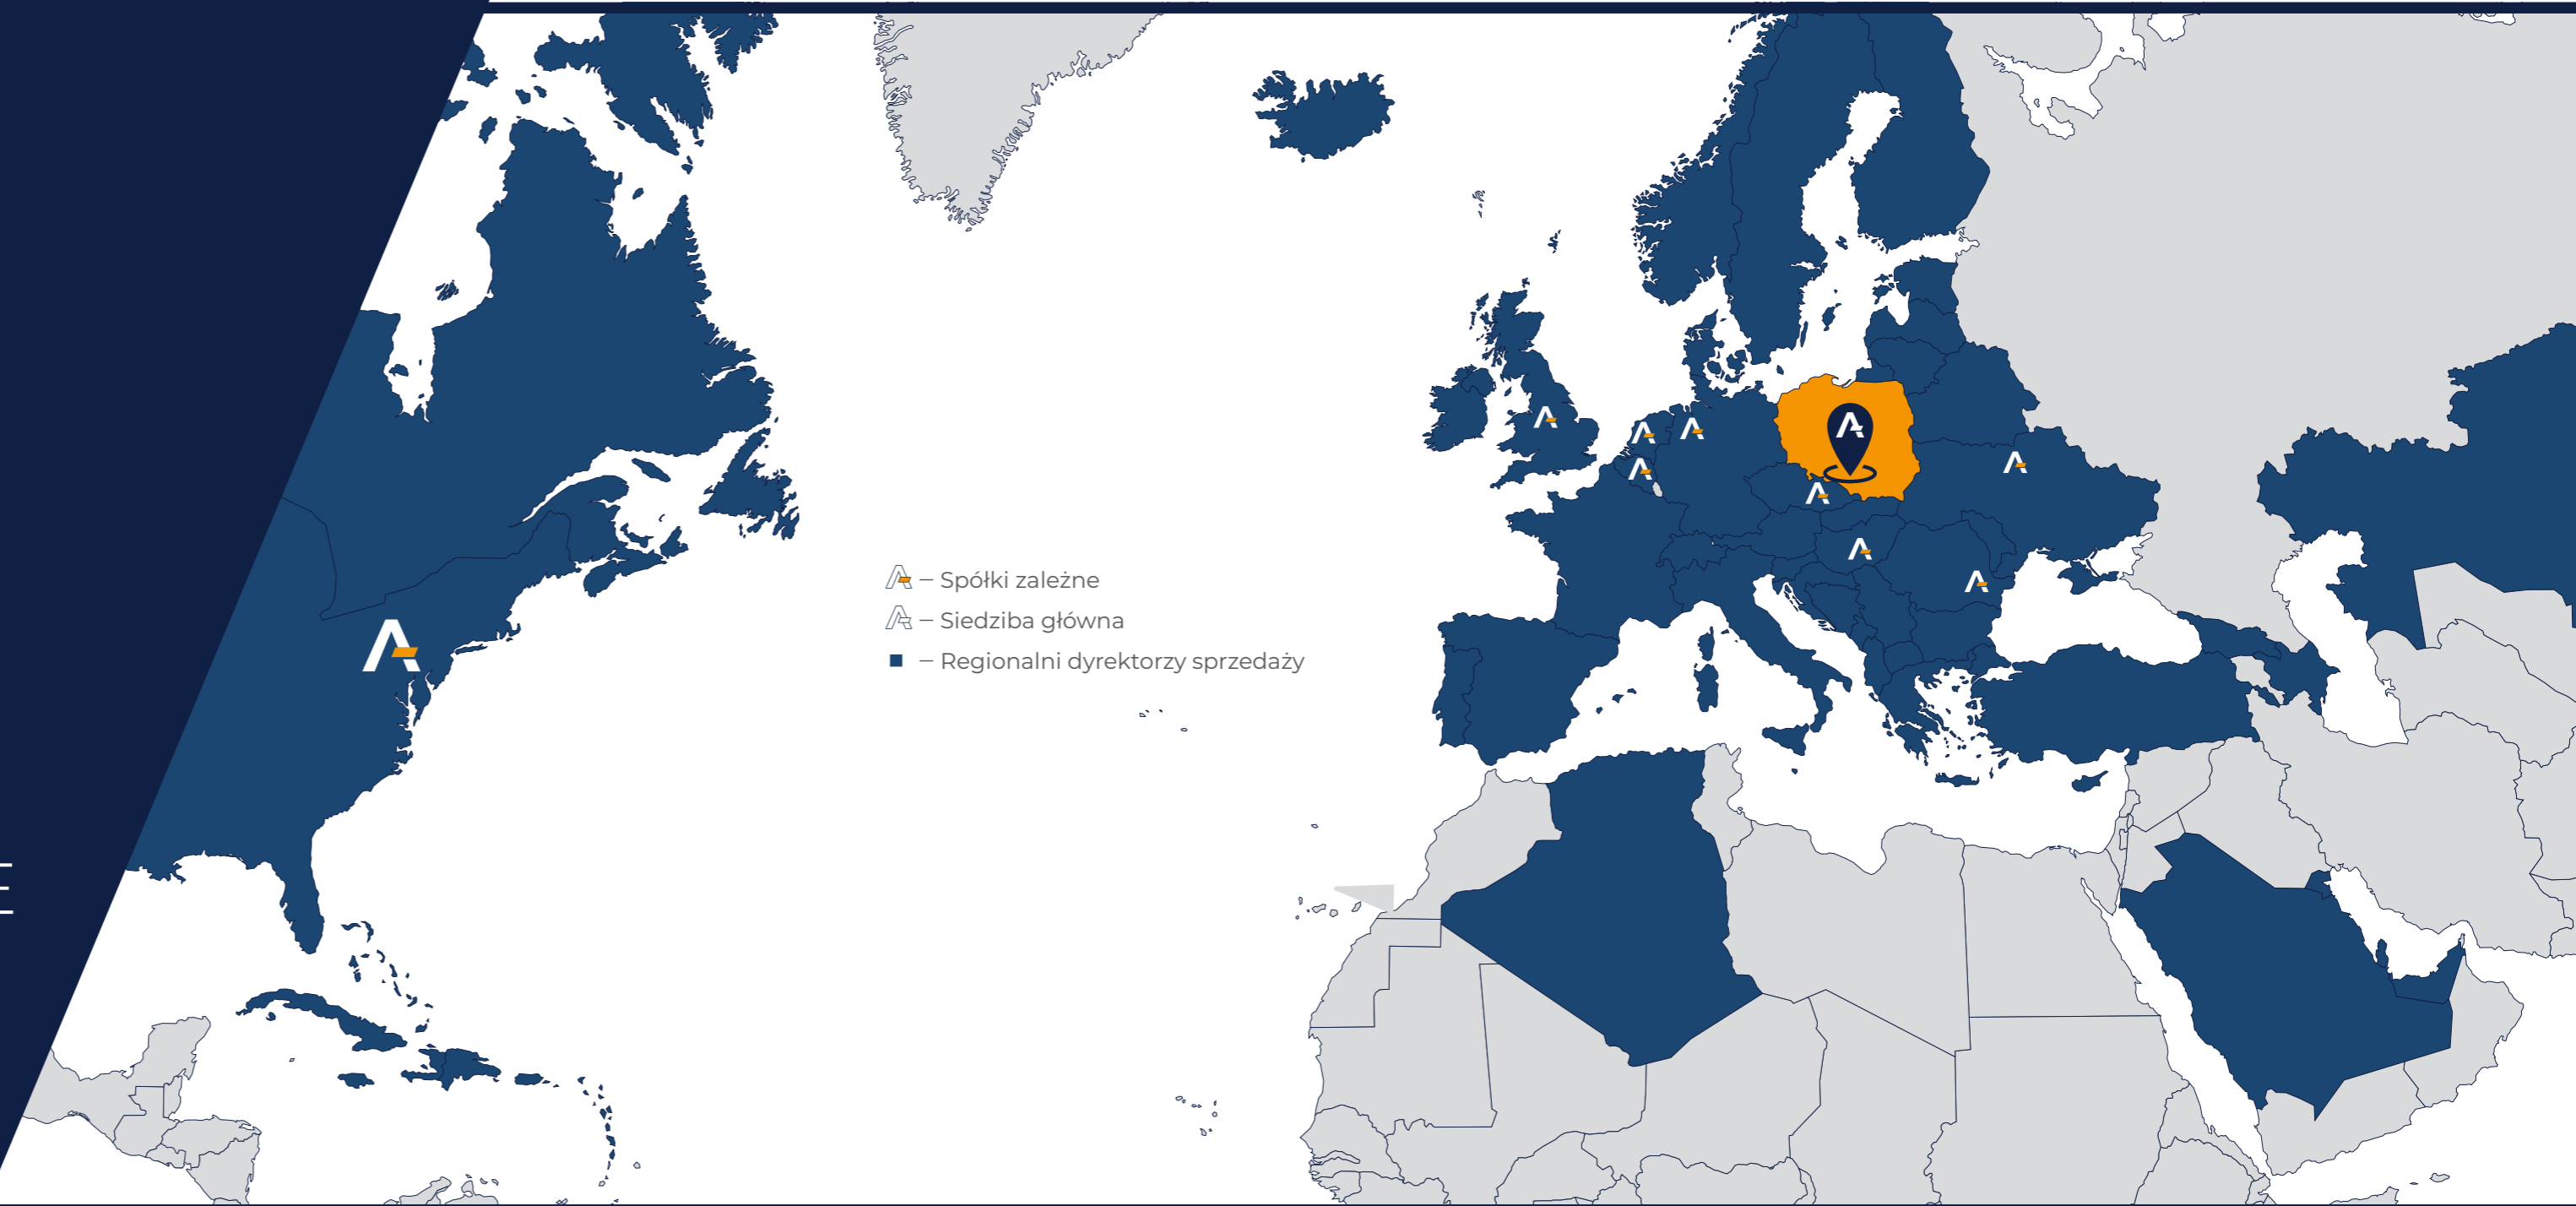 – Spółki zależne
– Siedziba główna
– Regionalni dyrektorzy sprzedaży